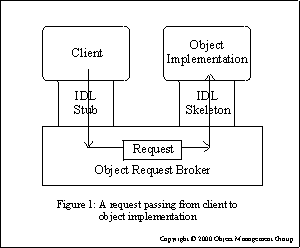 Client
Object
Implementation
IDL
Stub
IDL
Skeleton
Request
Object Request Broker
Figure 1: A request passing from client to
object implementation
Copyright © 2000 Object Management Group